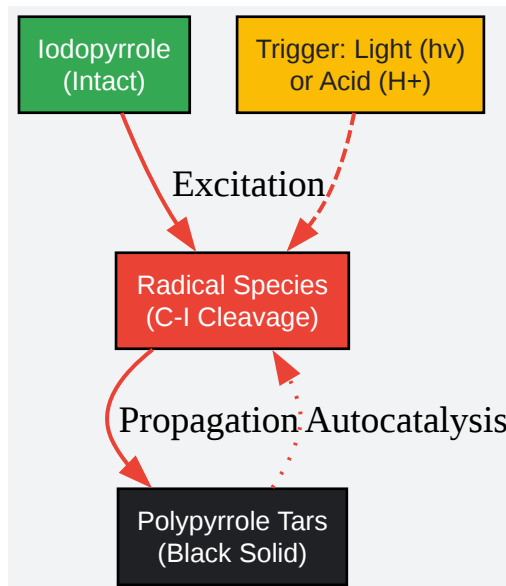 Iodopyrrole
(Intact)
Trigger: Light (hv)
or Acid (H+)
Excitation
Radical Species
(C-I Cleavage)
Propagation
Autocatalysis
Polypyrrole Tars
(Black Solid)